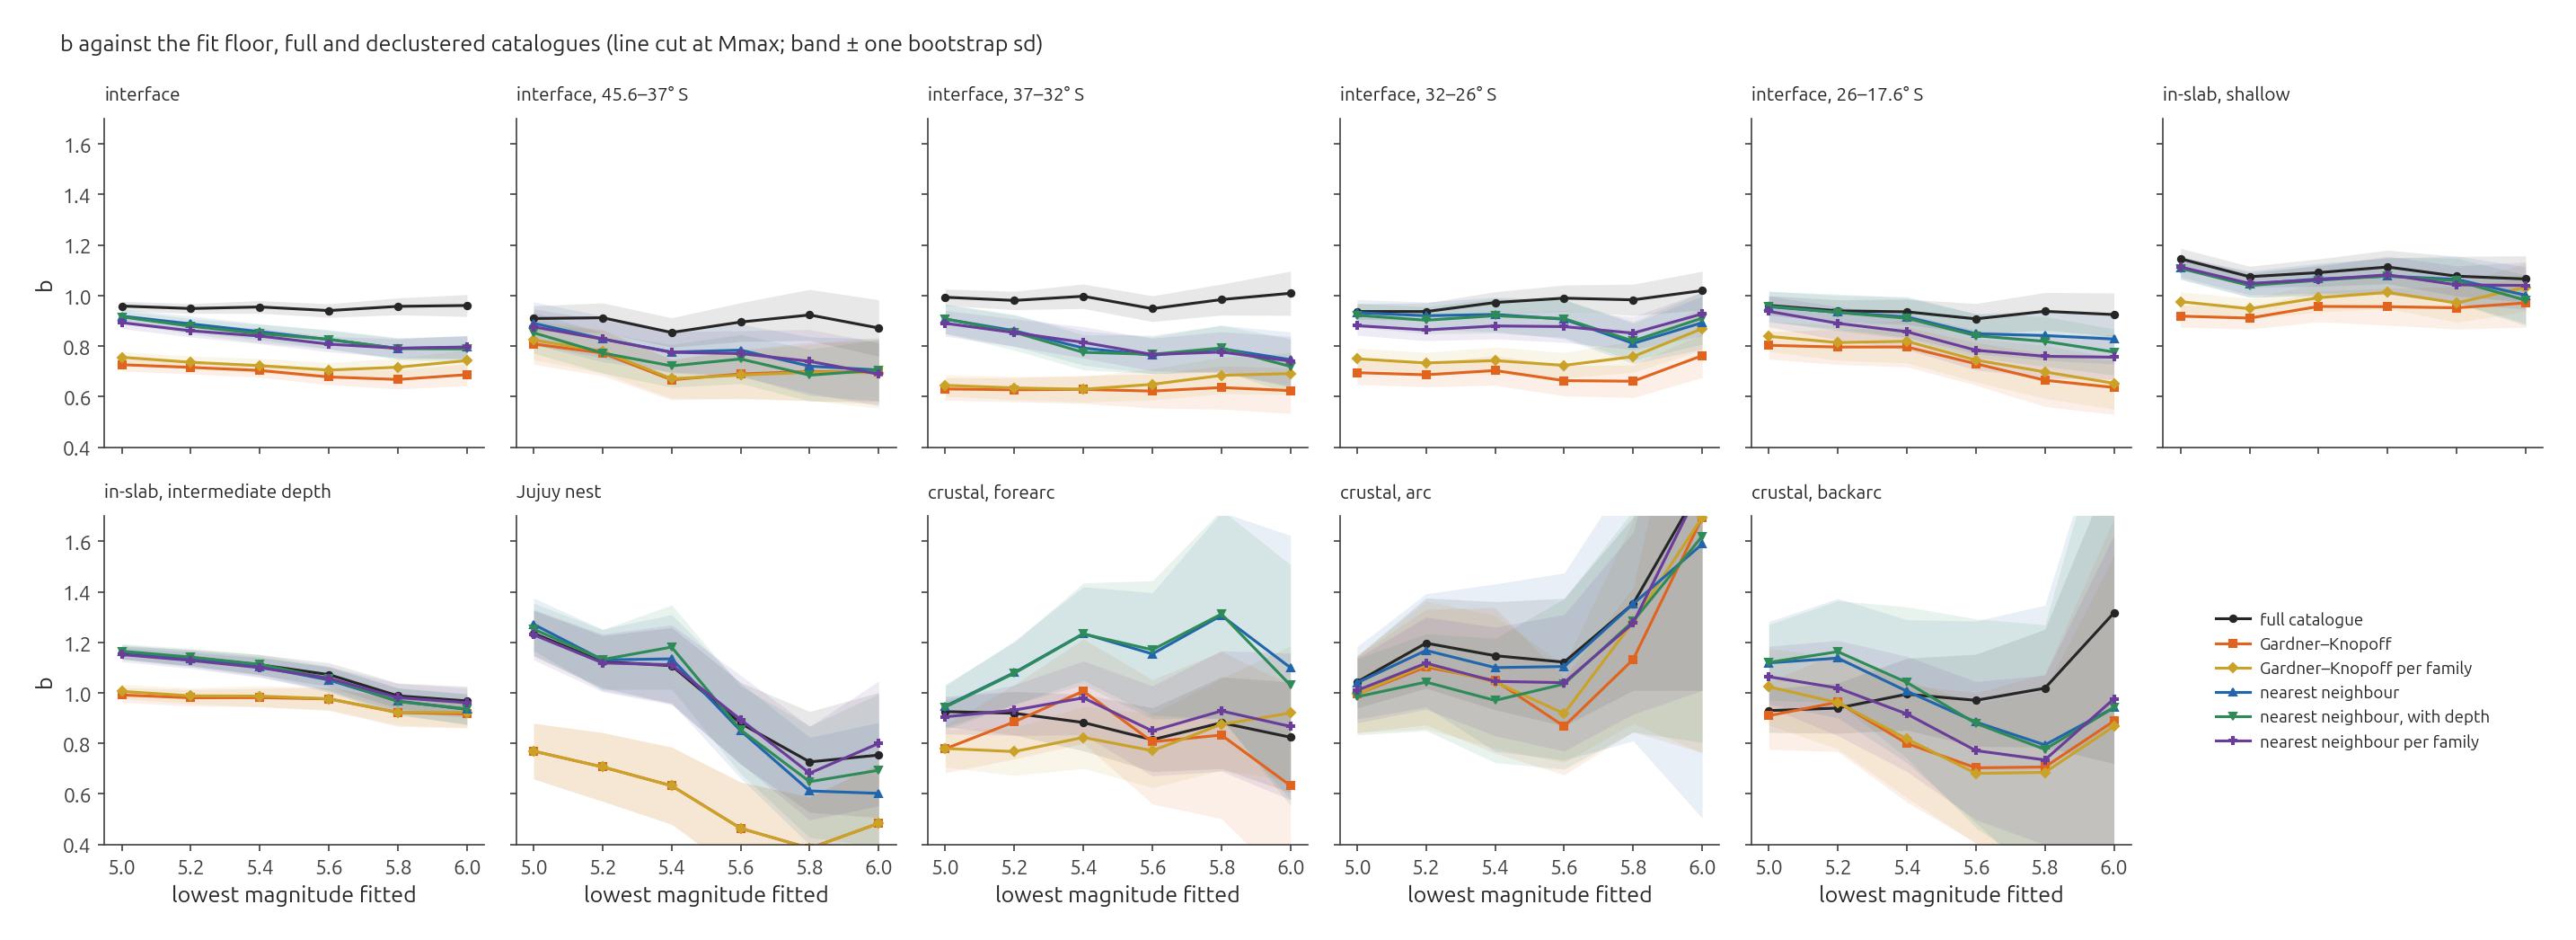 b against the fit floor, full and declustered catalogues (line cut at Mmax; band ± one bootstrap sd)
interface
interface, 45.6–37° S
interface, 37–32° S
interface, 32–26° S
interface, 26–17.6° S
in-slab, shallow
1.6
1.4
1.2
1.0
0.8
0.6
0.4
b
in-slab, intermediate depth
Jujuy nest
crustal, forearc
crustal, arc
crustal, backarc
1.6
1.4
1.2
1.0
0.8
0.6
0.4
b
full catalogue
Gardner–Knopoff
Gardner–Knopoff per family
nearest neighbour
nearest neighbour, with depth
nearest neighbour per family
5.0 5.2 5.4 5.6 5.8 6.0
5.0 5.2 5.4 5.6 5.8 6.0
5.0 5.2 5.4 5.6 5.8 6.0
5.0 5.2 5.4 5.6 5.8 6.0
5.0 5.2 5.4 5.6 5.8 6.0
lowest magnitude fitted
lowest magnitude fitted
lowest magnitude fitted
lowest magnitude fitted
lowest magnitude fitted